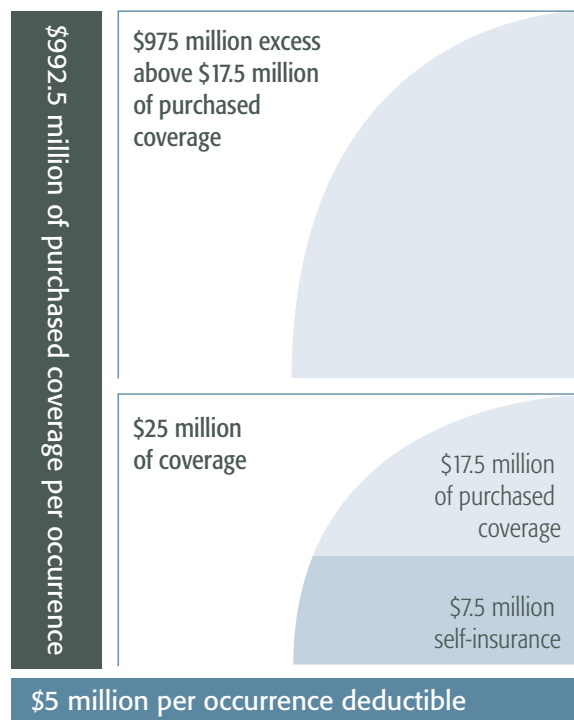 $992.5 million of purchased coverage per occurrence
$975 million excess
above $17.5 million
of purchased
coverage
$25 million
of coverage
$17.5 million
of purchased
coverage
$7.5 million
self-insurance
$5 million per occurrence deductible